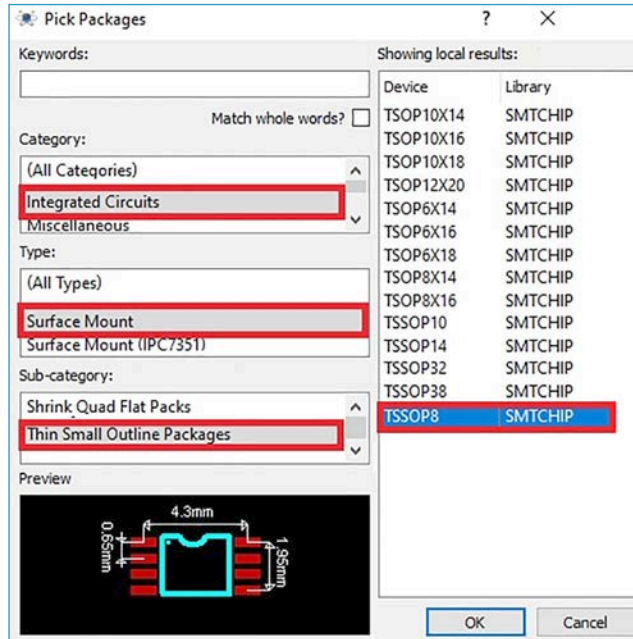 Pick Packages
?
X
Keywords:
Match whole words?
Category:
(All Categories)
Integrated Circuits
Miscellaneous
Type:
(All Types)
Surface Mount
Surface Mount (IPC7351)
Sub-category:
Shrink Quad Flat Packs
Thin Small Outline Packages
Preview
4.3mm
0.65mm
1.95mm
Showing local results:
Device Library
TSOP10X14 SMTCHIP
TSOP10X16 SMTCHIP
TSOP10X18 SMTCHIP
TSOP12X20 SMTCHIP
TSOP6X14 SMTCHIP
TSOP6X16 SMTCHIP
TSOP6X18 SMTCHIP
TSOP8X14 SMTCHIP
TSOP8X16 SMTCHIP
TSSOP10 SMTCHIP
TSSOP14 SMTCHIP
TSSOP32 SMTCHIP
TSSOP38 SMTCHIP
TSSOP8 SMTCHIP
OK
Cancel